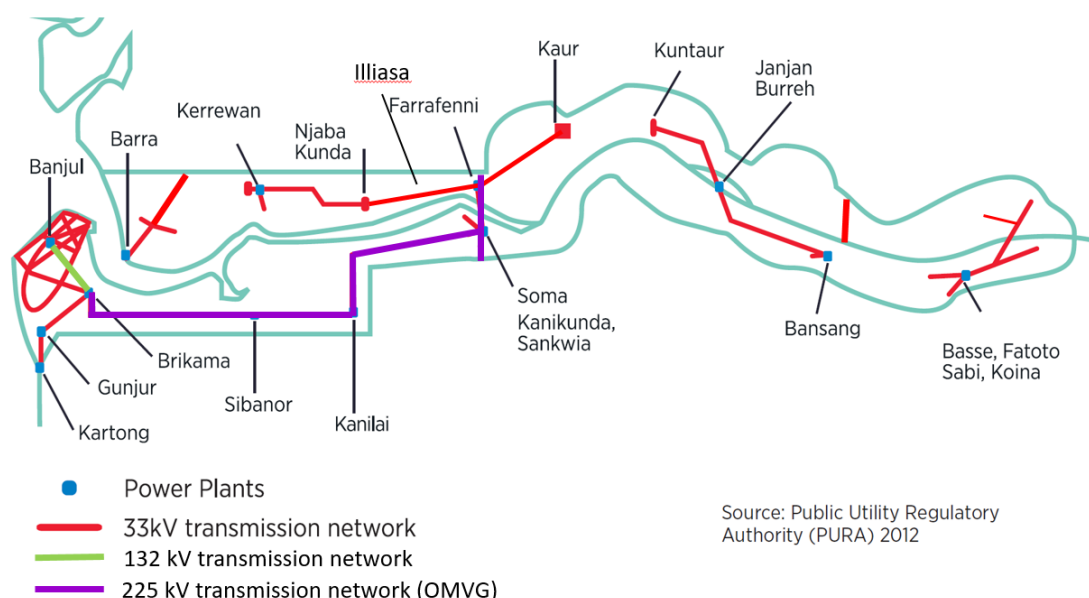 Kaur
Kuntaur
Illiasa
Janjan
Burreh
Kerrewan
Farrafenni
Barra
Njaba
Kunda
Banjul
Soma
Kanikunda,
Sankwia
Bansang
Brikama
Basse, Fatoto
Sabi, Koina
Gunjur
Sibanor
Kanilai
Kartong
Power Plants
33kV transmission network
132 kV transmission network
225 kV transmission network (OMVG)
Source: Public Utility Regulatory
Authority (PURA) 2012